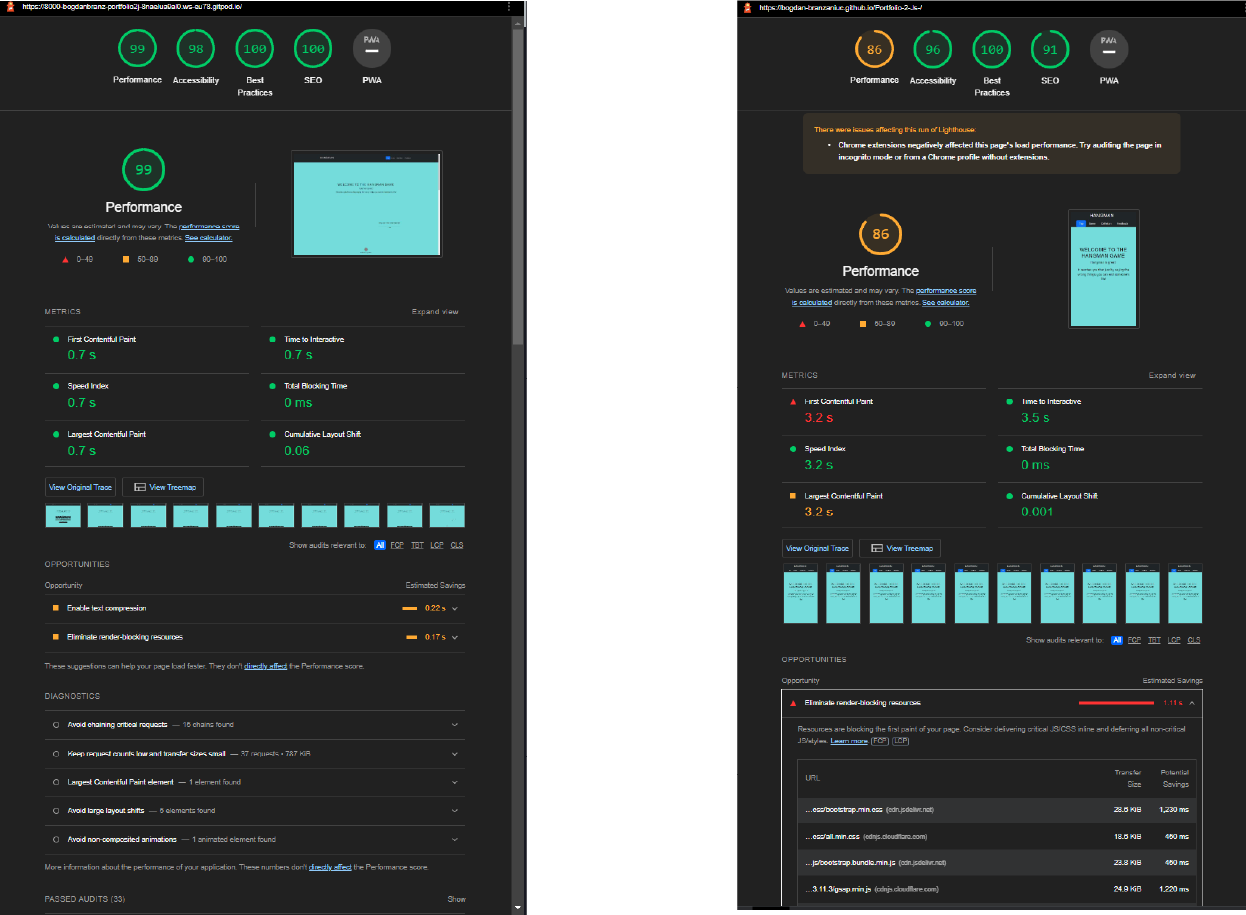 99
98
100
100
PWA
Performance
Accessibility
Best
Practices
SEO
PWA
99
Performance
Values are estimated and may vary. The performance score
is calculated directly from these metrics. See calculator.
0–49
50–89
90–100
METRICS
Expand view
First Contentful Paint
0.7 s
Time to Interactive
0.7 s
Speed Index
0.7 s
Total Blocking Time
0 ms
Largest Contentful Paint
0.7 s
Cumulative Layout Shift
0.06
View Original Trace
View Treemap
Show audits relevant to: All FCP TBT LCP CLS
OPPORTUNITIES
Opportunity
Estimated Savings
Enable text compression
0.22 s
Eliminate render-blocking resources
0.17 s
These suggestions can help your page load faster. They don't directly affect the Performance score.
DIAGNOSTICS
Avoid chaining critical requests — 15 chains found
Keep request counts low and transfer sizes small — 37 requests • 787 KiB
Largest Contentful Paint element — 1 element found
Avoid large layout shifts — 5 elements found
Avoid non-composited animations — 1 animated element found
More information about the performance of your application. These numbers don't directly affect the Performance score.
PASSED AUDITS (33)
Show
https://bogdan-branzaniuc.github.io/Portfolio-2-Js-/
86
96
100
91
PWA
Performance
Accessibility
Best
Practices
SEO
PWA
There were issues affecting this run of Lighthouse:
• Chrome extensions negatively affected this page's load performance. Try auditing the page in
incognito mode or from a Chrome profile without extensions.
86
Performance
Values are estimated and may vary. The performance score
is calculated directly from these metrics. See calculator.
0–49
50–89
90–100
HANGMAN
WELCOME TO THE
HANGMAN GAME
METRICS
Expand view
First Contentful Paint
3.2 s
Time to Interactive
3.5 s
Speed Index
3.2 s
Total Blocking Time
0 ms
Largest Contentful Paint
3.2 s
Cumulative Layout Shift
0.001
View Original Trace
View Treemap
Show audits relevant to: All FCP TBT LCP CLS
OPPORTUNITIES
Opportunity
Estimated Savings
Eliminate render-blocking resources
1.11 s
Resources are blocking the first paint of your page. Consider delivering critical JS/CSS inline and deferring all non-critical
JS/styles. Learn more. FCP LCP
URL
Transfer
Size
Potential
Savings
…css/bootstrap.min.css (cdn.jsdelivr.net)
28.6 KiB
1,230 ms
…css/all.min.css (cdnjs.cloudflare.com)
18.6 KiB
450 ms
…js/bootstrap.bundle.min.js (cdn.jsdelivr.net)
23.8 KiB
450 ms
…3.11.3/gsap.min.js (cdnjs.cloudflare.com)
24.9 KiB
1,220 ms